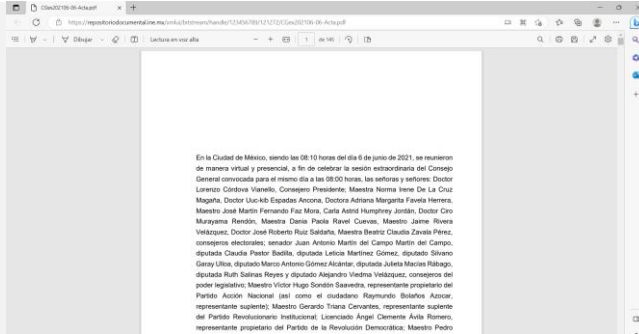 CGex202106-06-Acta.pdf
https://repositoriodocumental.ine.mx/xmlui/bitstream/handle/123456789/121272/CGex202106-06-Acta.pdf
Dibujar
Lectura en voz alta
1 de 145
En la Ciudad de México, siendo las 08:10 horas del día 6 de junio de 2021, se reunieron
de manera virtual y presencial, a fin de celebrar la sesión extraordinaria del Consejo
General convocada para el mismo día a las 08:00 horas, las señoras y señores: Doctor
Lorenzo Córdova Vianello, Consejero Presidente; Maestra Norma Irene De La Cruz
Magaña, Doctor Uuc-kib Espadas Ancona, Doctora Adriana Margarita Favela Herrera,
Maestro José Martín Fernando Faz Mora, Carla Astrid Humphrey Jordán, Doctor Ciro
Murayama Rendón, Maestra Dania Paola Ravel Cuevas, Maestro Jaime Rivera
Velázquez, Doctor José Roberto Ruiz Saldaña, Maestra Beatriz Claudia Zavala Pérez,
consejeros electorales; senador Juan Antonio Martín del Campo Martín del Campo,
diputada Claudia Pastor Badilla, diputada Leticia Martínez Gómez, diputado Silvano
Garay Ulloa, diputado Marco Antonio Gómez Alcántar, diputada Julieta Macías Rábago,
diputada Ruth Salinas Reyes y diputado Alejandro Viedma Velázquez, consejeros del
poder legislativo; Maestro Víctor Hugo Sondón Saavedra, representante propietario del
Partido Acción Nacional (así como el ciudadano Raymundo Bolaños Azocar,
representante suplente); Maestro Gerardo Triana Cervantes, representante suplente
del Partido Revolucionario Institucional; Licenciado Ángel Clemente Ávila Romero,
representante propietario del Partido de la Revolución Democrática; Maestro Pedro